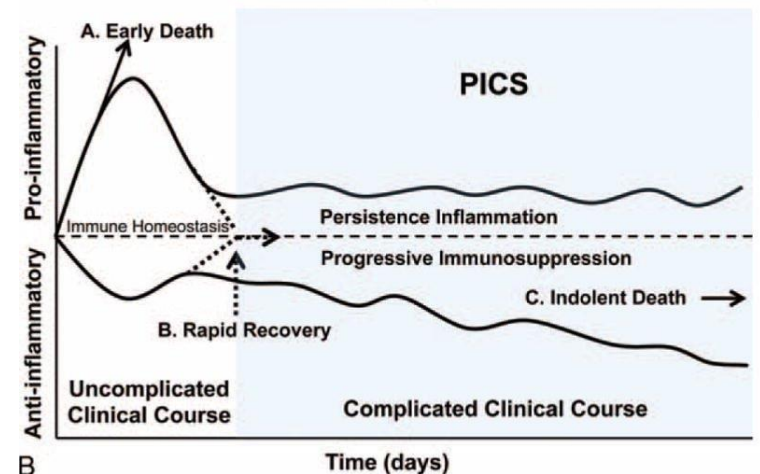 A. Early Death
PICS
Pro-inflammatory
Immune Homeostasis
Persistence Inflammation
Progressive Immunosuppression
C. Indolent Death
B. Rapid Recovery
Anti-inflammatory
Uncomplicated
Clinical Course
Complicated Clinical Course
Time (days)
B